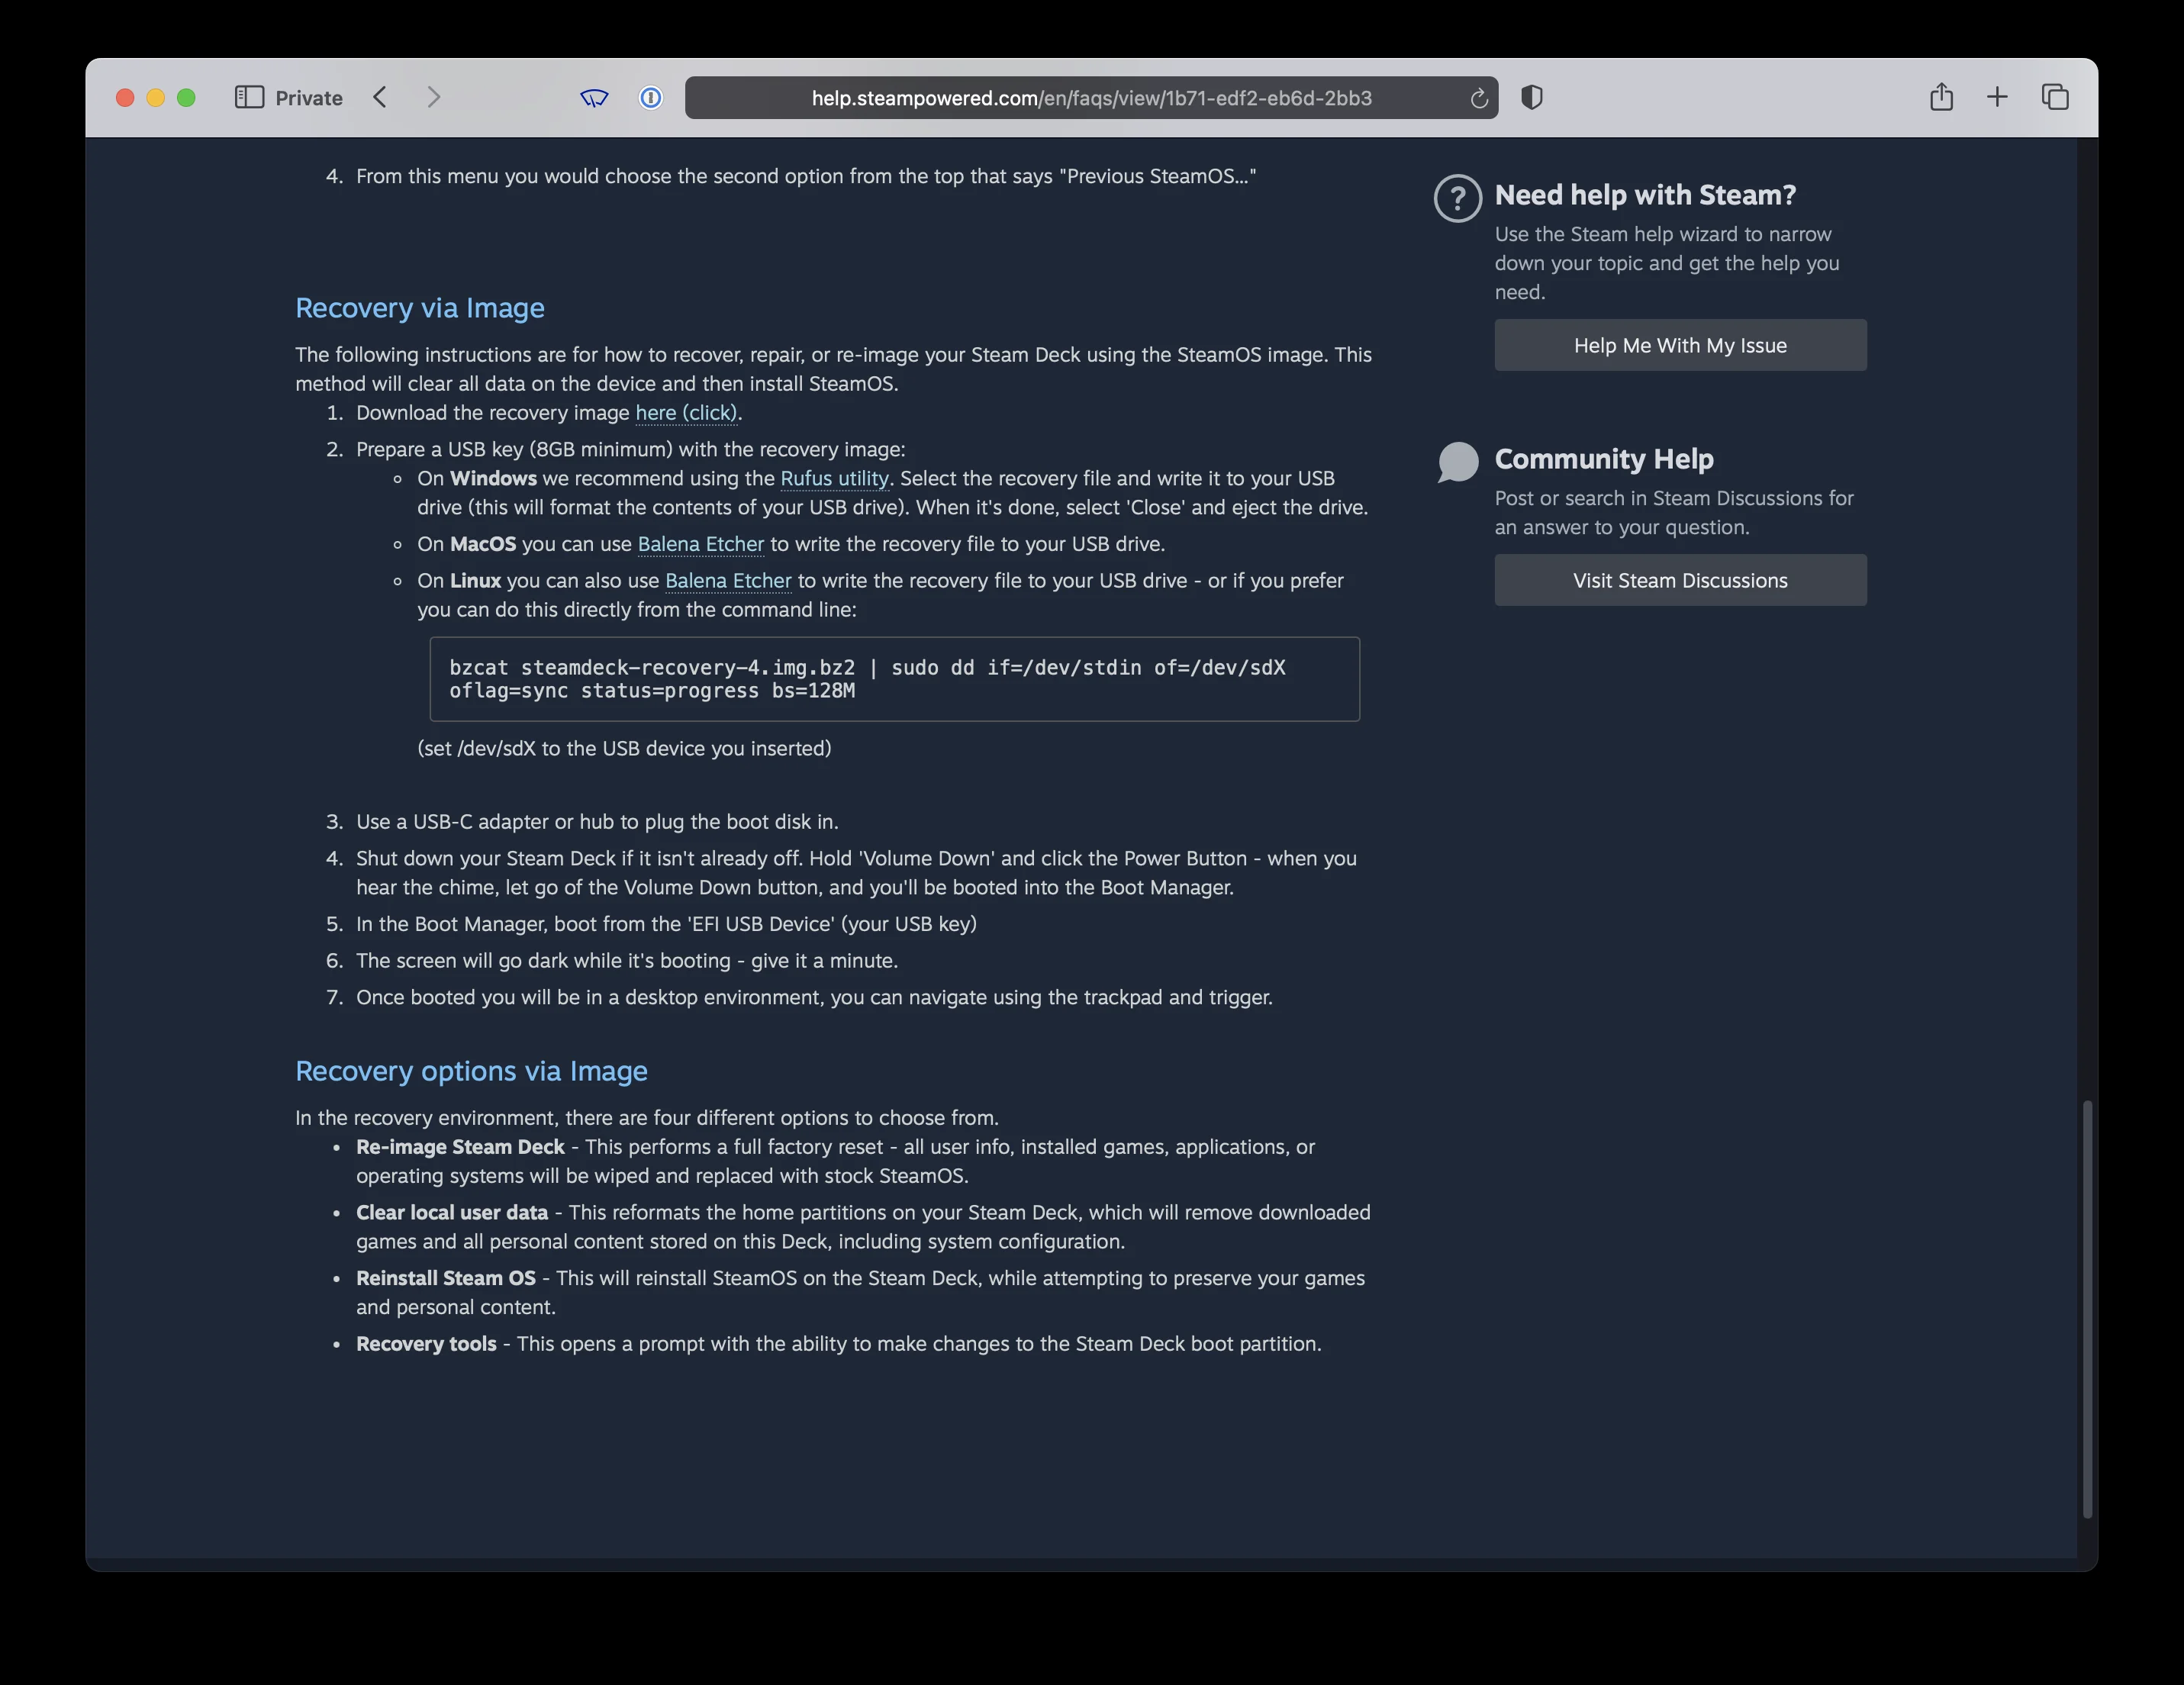 Private
help.steampowered.com/en/faqs/view/1b71-edf2-eb6d-2bb3
4. From this menu you would choose the second option from the top that says "Previous SteamOS..."
Recovery via Image
The following instructions are for how to recover, repair, or re-image your Steam Deck using the SteamOS image. This
method will clear all data on the device and then install SteamOS.
1. Download the recovery image here (click).
2. Prepare a USB key (8GB minimum) with the recovery image:
On Windows we recommend using the Rufus utility. Select the recovery file and write it to your USB
drive (this will format the contents of your USB drive). When it's done, select 'Close' and eject the drive.
On MacOS you can use Balena Etcher to write the recovery file to your USB drive.
On Linux you can also use Balena Etcher to write the recovery file to your USB drive - or if you prefer
you can do this directly from the command line:
bzcat steamdeck-recovery-4.img.bz2 | sudo dd if=/dev/stdin of=/dev/sdX
oflag=sync status=progress bs=128M
(set /dev/sdX to the USB device you inserted)
3. Use a USB-C adapter or hub to plug the boot disk in.
4. Shut down your Steam Deck if it isn't already off. Hold 'Volume Down' and click the Power Button - when you
hear the chime, let go of the Volume Down button, and you'll be booted into the Boot Manager.
5. In the Boot Manager, boot from the 'EFI USB Device' (your USB key)
6. The screen will go dark while it's booting - give it a minute.
7. Once booted you will be in a desktop environment, you can navigate using the trackpad and trigger.
Recovery options via Image
In the recovery environment, there are four different options to choose from.
Re-image Steam Deck - This performs a full factory reset - all user info, installed games, applications, or
operating systems will be wiped and replaced with stock SteamOS.
Clear local user data - This reformats the home partitions on your Steam Deck, which will remove downloaded
games and all personal content stored on this Deck, including system configuration.
Reinstall Steam OS - This will reinstall SteamOS on the Steam Deck, while attempting to preserve your games
and personal content.
Recovery tools - This opens a prompt with the ability to make changes to the Steam Deck boot partition.
Need help with Steam?
Use the Steam help wizard to narrow
down your topic and get the help you
need.
Help Me With My Issue
Community Help
Post or search in Steam Discussions for
an answer to your question.
Visit Steam Discussions